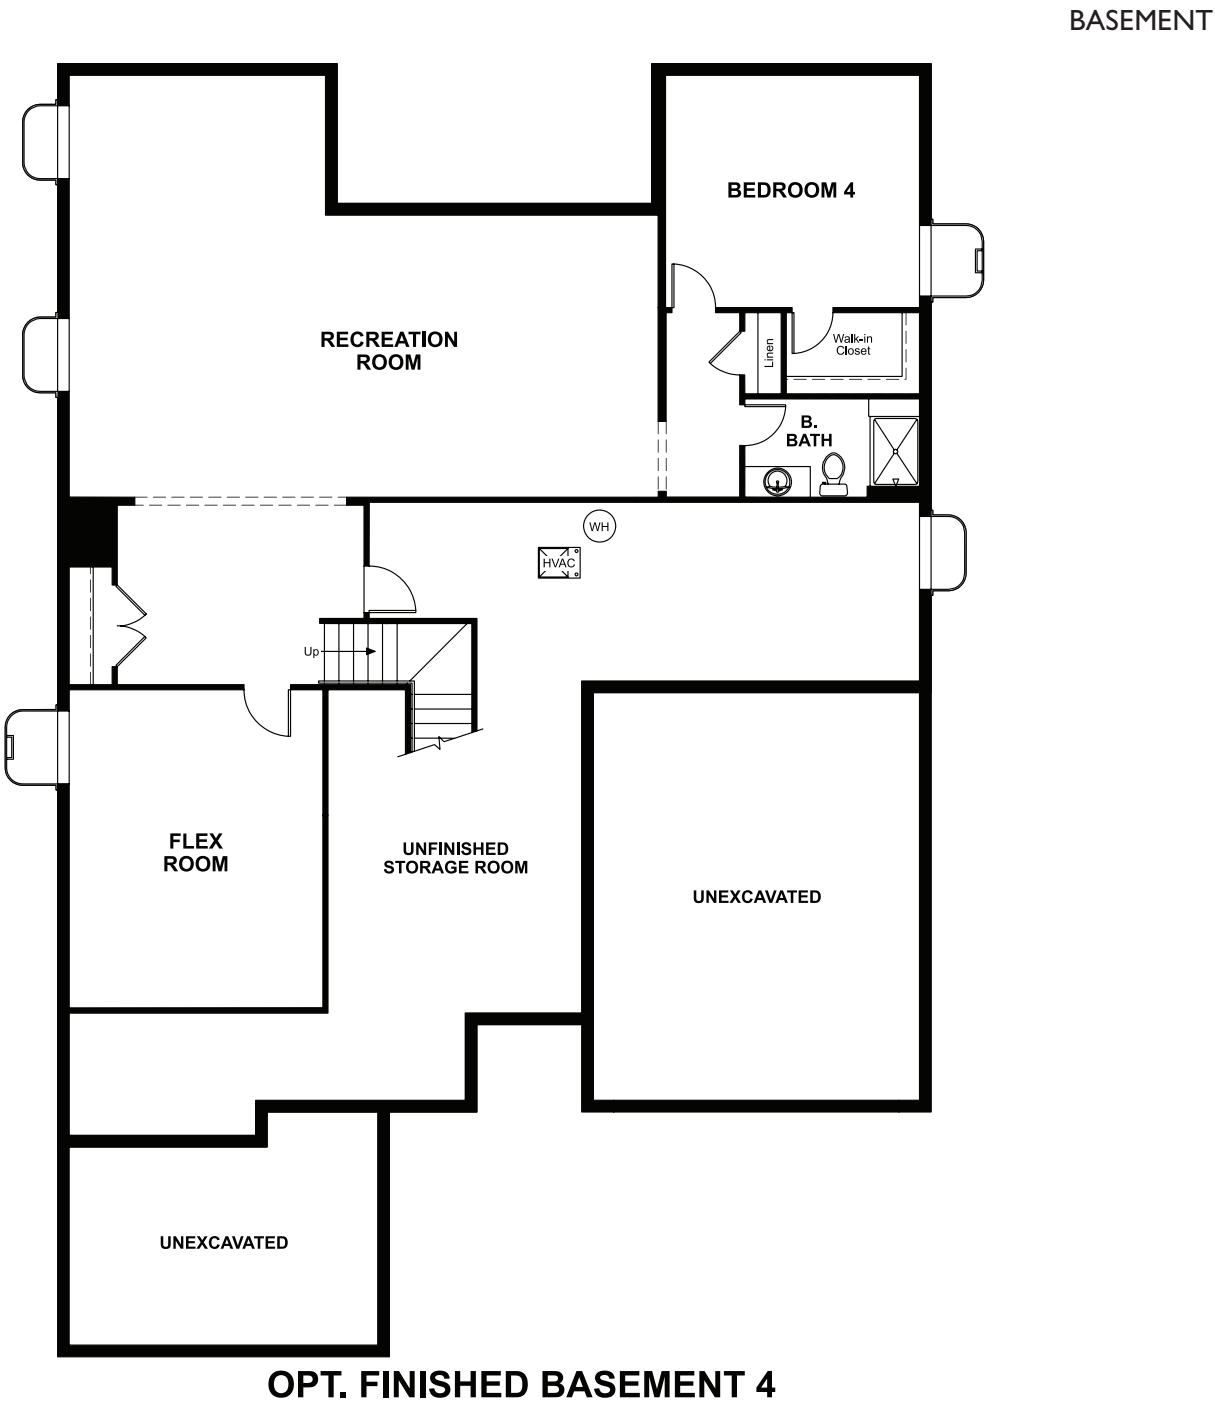 BASEMENT
BEDROOM 4
RECREATION
ROOM
Linen
Walk-in
Closet
B.
BATH
WH
HVAC
Up
FLEX
ROOM
UNFINISHED
STORAGE ROOM
UNEXCAVATED
UNEXCAVATED
OPT. FINISHED BASEMENT 4